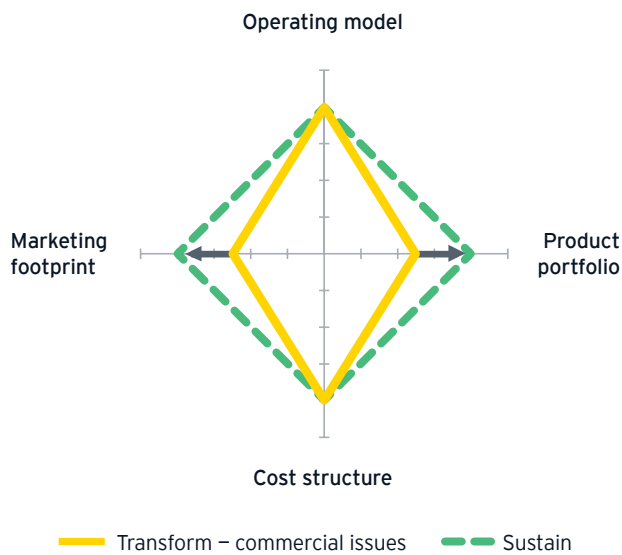 Operating model
Marketing
footprint
Product
portfolio
Cost structure
Transform – commercial issues
Sustain